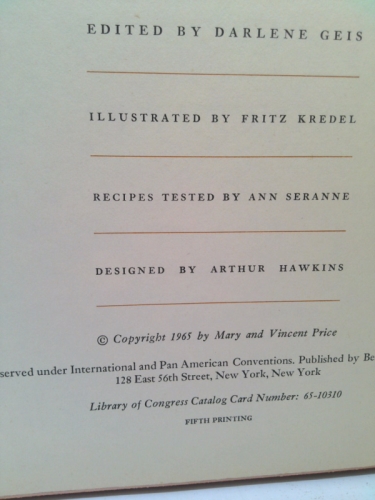 EDITED BY DARLENE GEIS
ILLUSTRATED BY FRITZ KREDEL
RECIPES TESTED BY ANN SERANNE
DESIGNED BY ARTHUR HAWKINS
© Copyright 1965 by Mary and Vincent Price
served under International and Pan American Conventions. Published by Be
128 East 56th Street, New York, New York
Library of Congress Catalog Card Number: 65-10310
FIFTH PRINTING